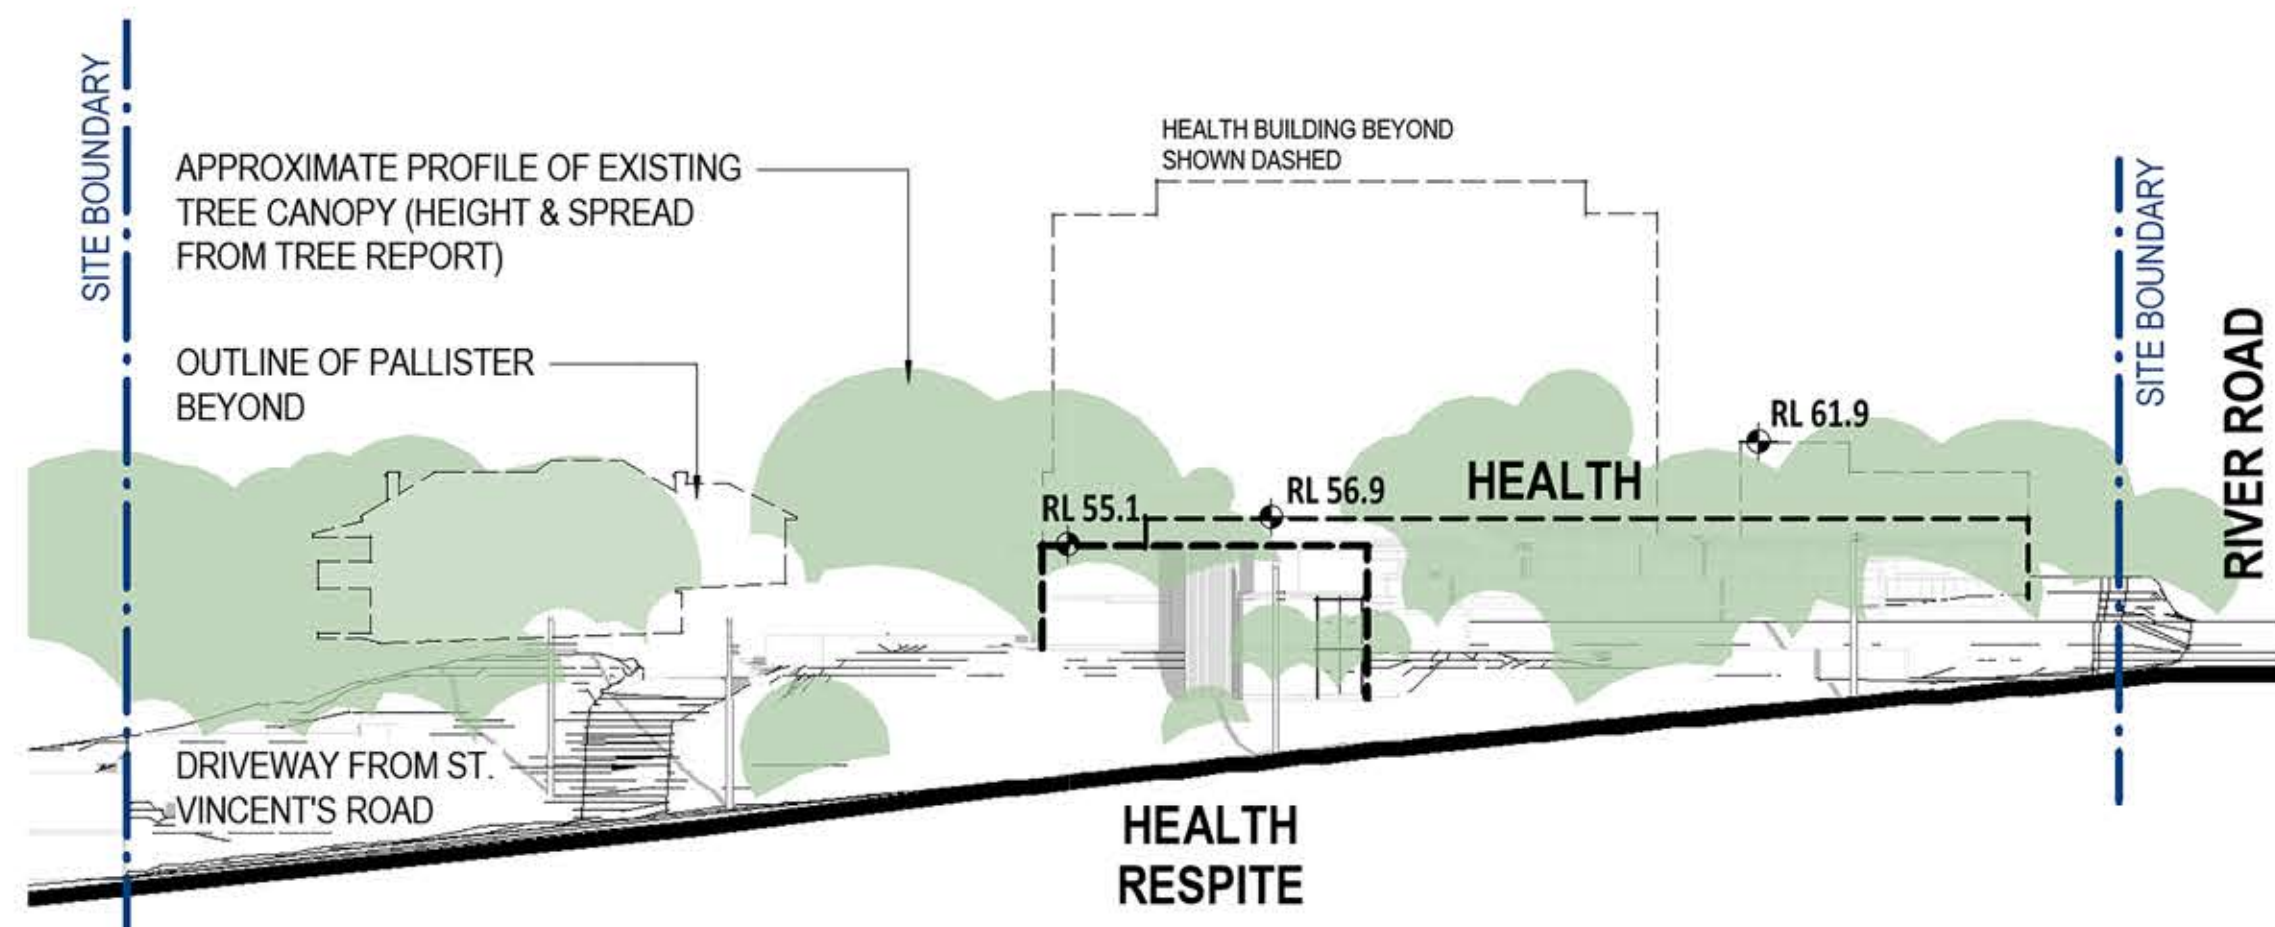 SITE BOUNDARY
APPROXIMATE PROFILE OF EXISTING
TREE CANOPY (HEIGHT & SPREAD
FROM TREE REPORT)
OUTLINE OF PALLISTER
BEYOND
HEALTH BUILDING BEYOND
SHOWN DASHED
SITE BOUNDARY
RIVER ROAD
RL 61.9
HEALTH
RL 56.9
RL 55.1
DRIVEWAY FROM ST.
VINCENT'S ROAD
HEALTH
RESPITE